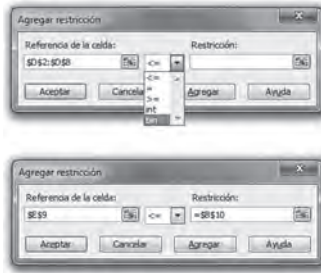 Agregar restricción
Referencia de la celda: Restricción:
$D$2:$D$8 <=
<=
=
>=
int
bin
Aceptar Cancelar Agregar Ayuda
Agregar restricción
Referencia de la celda: Restricción:
$E$9 <= =$B$10
Aceptar Cancelar Agregar Ayuda